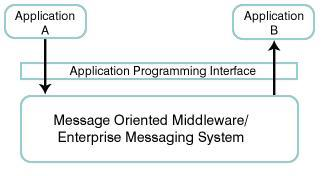 Application
A
Application
B
Application Programming Interface
Message Oriented Middleware/
Enterprise Messaging System